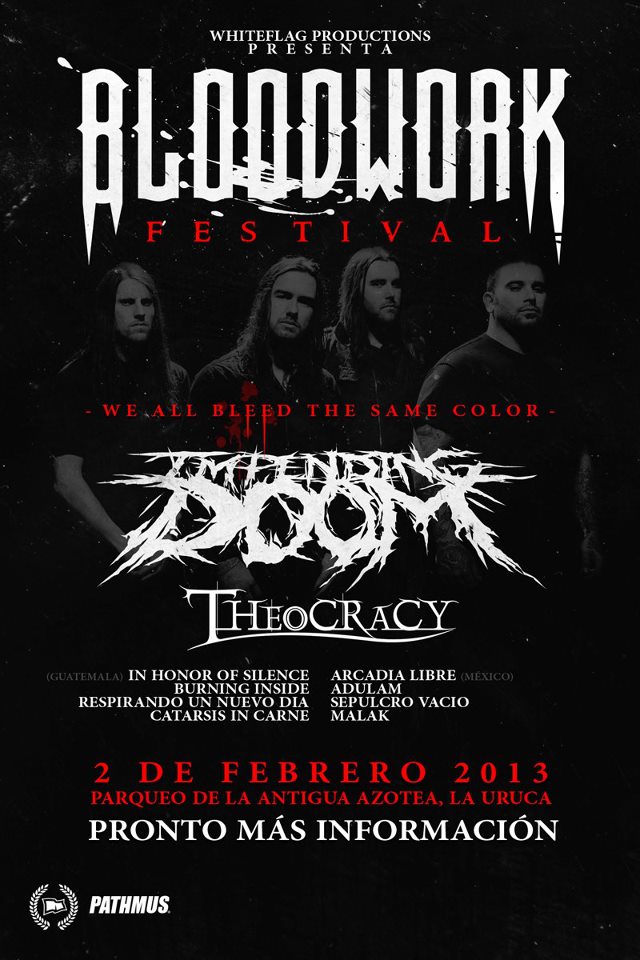 WHITEFLAG PRODUCTIONS
PRESENTA
BLOODWORK
FESTIVAL
- WE ALL BLEED THE SAME COLOR -
IMPENDING
DOOM
THEOCRACY
(GUATEMALA) IN HONOR OF SILENCE
BURNING INSIDE
RESPIRANDO UN NUEVO DIA
CATARSIS IN CARNE
ARCADIA LIBRE (MÉXICO)
ADULAM
SEPULCRO VACIO
MALAK
2 DE FEBRERO 2013
PARQUEO DE LA ANTIGUA AZOTEA, LA URUCA
PRONTO MÁS INFORMACIÓN
PATHMUS